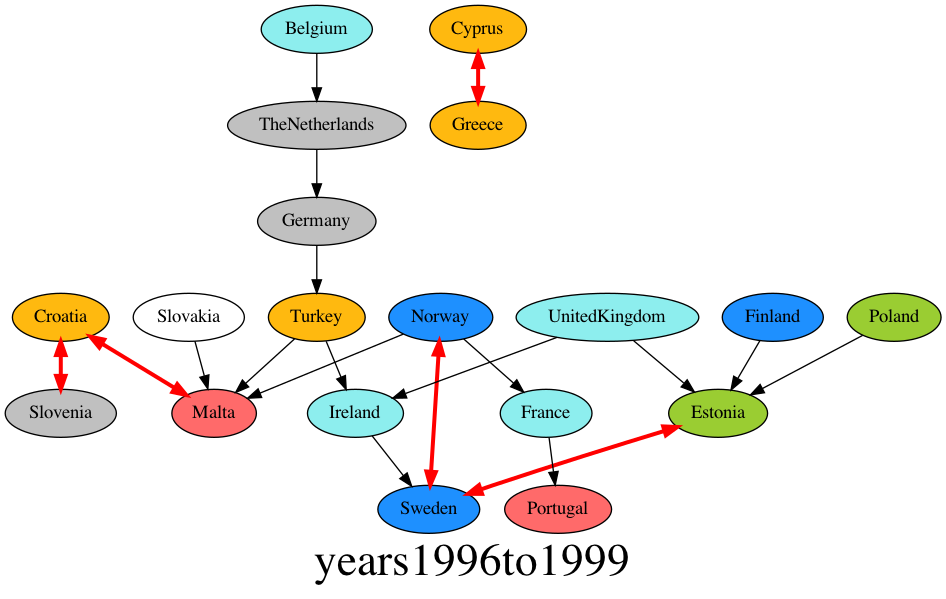 Belgium
Cyprus
TheNetherlands
Greece
Germany
Croatia
Slovakia
Turkey
Norway
UnitedKingdom
Finland
Poland
Slovenia
Malta
Ireland
France
Estonia
Sweden
Portugal
years1996to1999